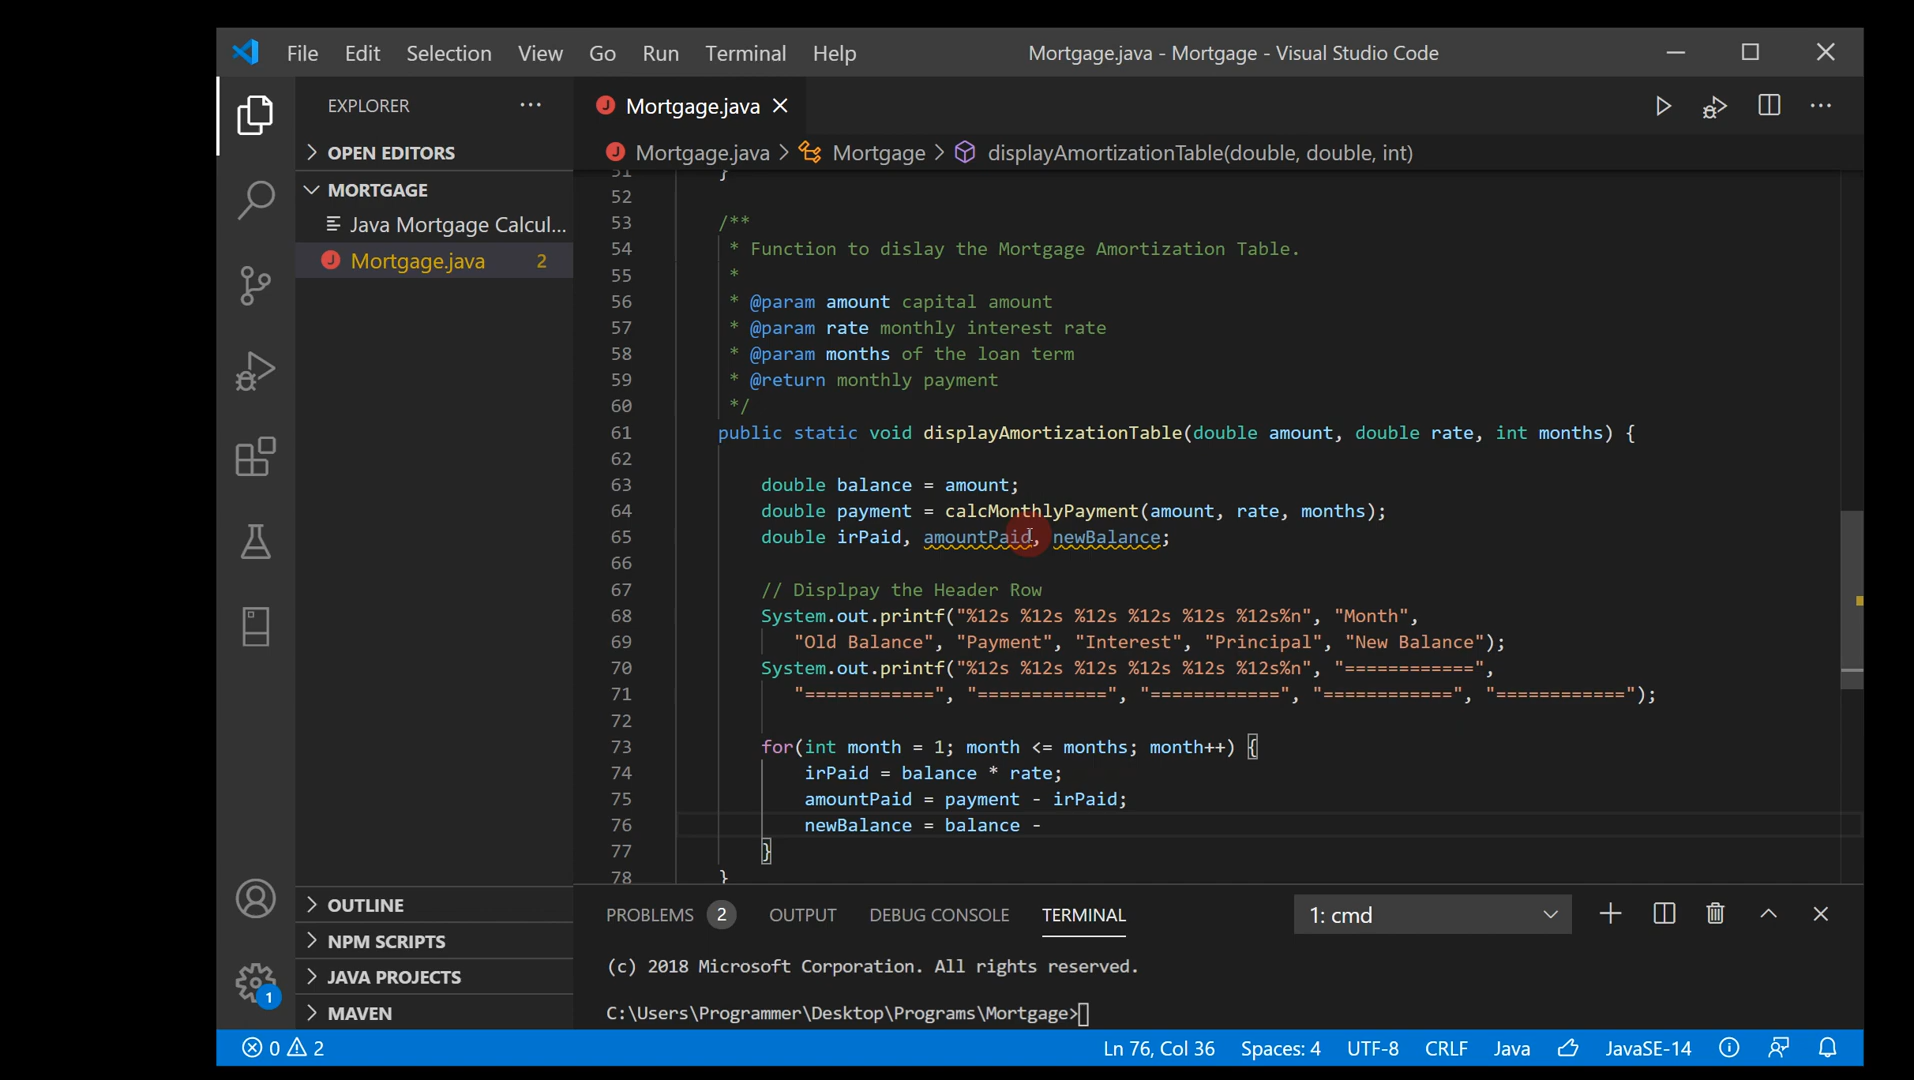 File Edit Selection View Go Run Terminal Help Mortgage.java - Mortgage - Visual Studio Code
EXPLORER
OPEN EDITORS
MORTGAGE
Java Mortgage Calcul...
Mortgage.java 2
OUTLINE
NPM SCRIPTS
JAVA PROJECTS
MAVEN
1
Mortgage.java
Mortgage.java > Mortgage > displayAmortizationTable(double, double, int)
51 }
52
53 /**
54 * Function to dislay the Mortgage Amortization Table.
55 *
56 * @param amount capital amount
57 * @param rate monthly interest rate
58 * @param months of the loan term
59 * @return monthly payment
60 */
61 public static void displayAmortizationTable(double amount, double rate, int months) {
62
63 double balance = amount;
64 double payment = calcMonthlyPayment(amount, rate, months);
65 double irPaid, amountPaid, newBalance;
66
67 // Displpay the Header Row
68 System.out.printf("%12s %12s %12s %12s %12s %12s%n", "Month",
69 "Old Balance", "Payment", "Interest", "Principal", "New Balance");
70 System.out.printf("%12s %12s %12s %12s %12s %12s%n", "============",
71 "============", "============", "============", "============", "============");
72
73 for(int month = 1; month <= months; month++) {
74 irPaid = balance * rate;
75 amountPaid = payment - irPaid;
76 newBalance = balance -
77 }
78 }
PROBLEMS 2 OUTPUT DEBUG CONSOLE TERMINAL 1: cmd
(c) 2018 Microsoft Corporation. All rights reserved.
C:\Users\Programmer\Desktop\Programs\Mortgage>
0 2 Ln 76, Col 36 Spaces: 4 UTF-8 CRLF Java JavaSE-14